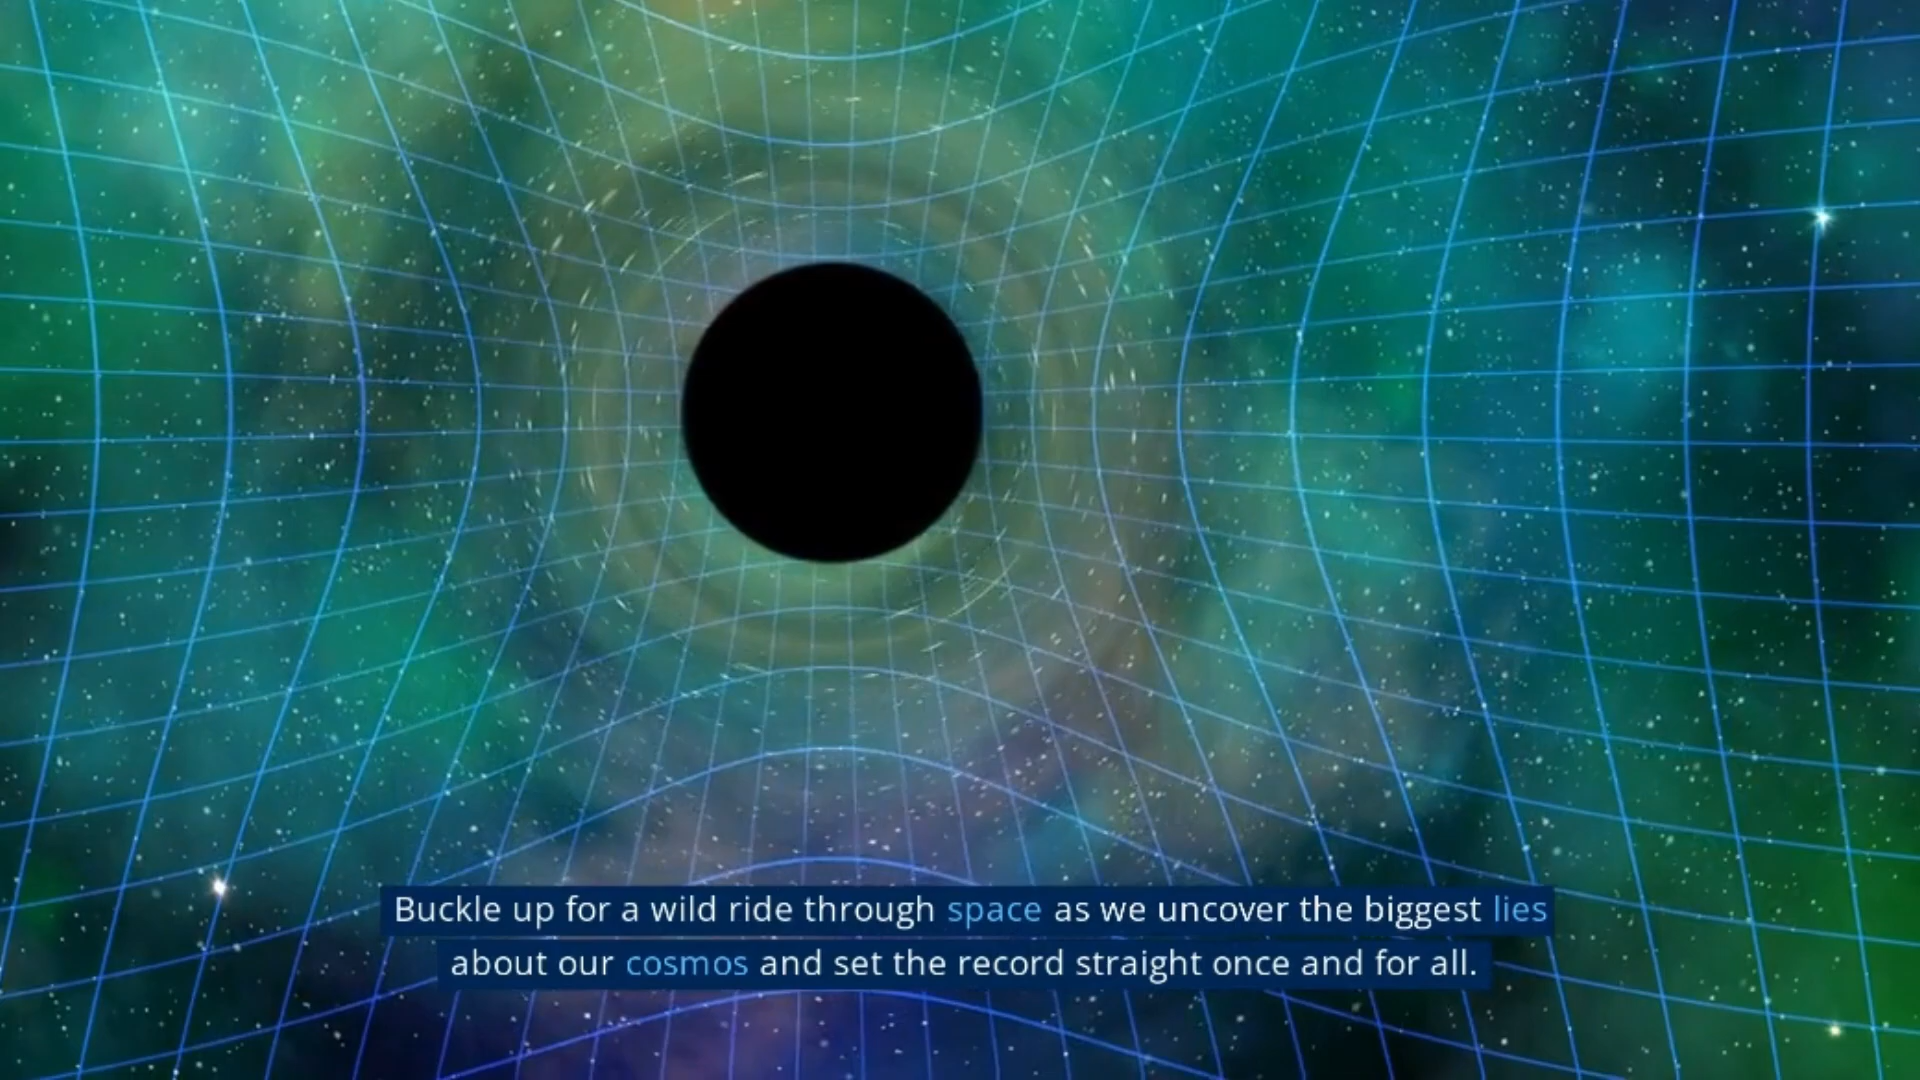 Buckle up for a wild ride through space as we uncover the biggest lies
about our cosmos and set the record straight once and for all.